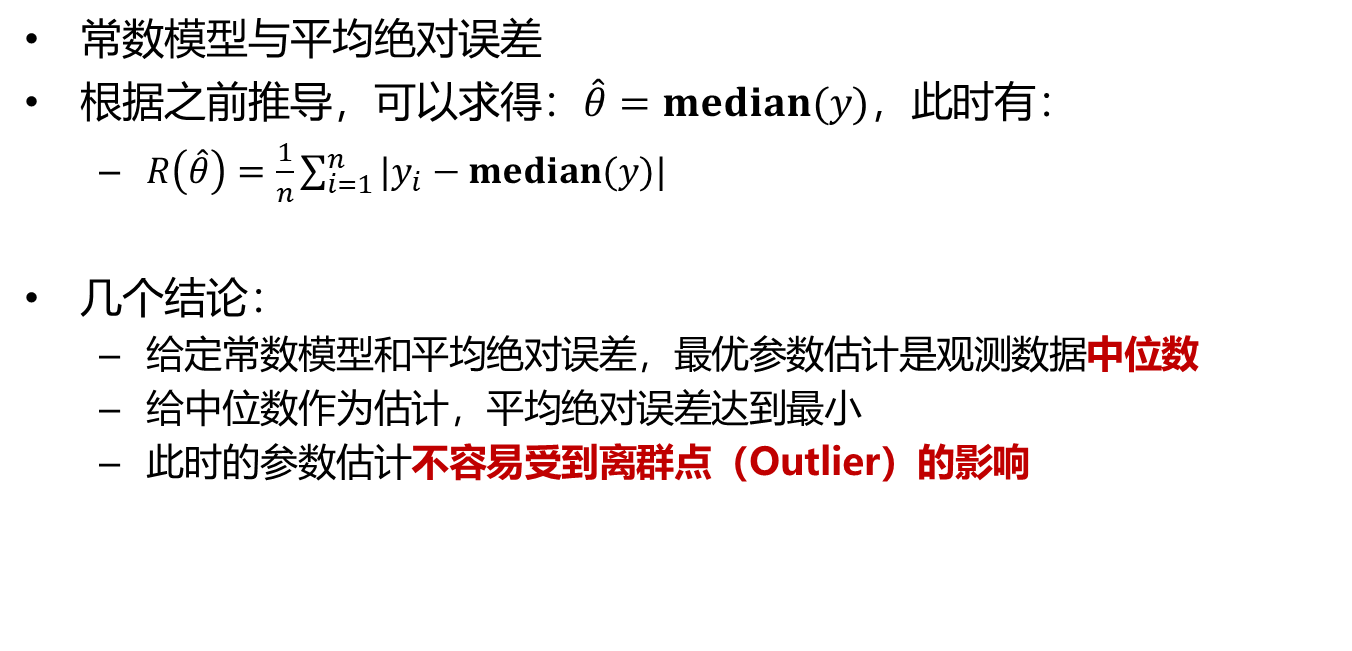 • 常数模型与平均绝对误差
• 根据之前推导，可以求得：θ̂ = median(y)，此时有：
– R(θ̂) = 1/n ∑ⁿᵢ₌₁ |yᵢ − median(y)|
• 几个结论：
– 给定常数模型和平均绝对误差，最优参数估计是观测数据中位数
– 给中位数作为估计，平均绝对误差达到最小
– 此时的参数估计不容易受到离群点（Outlier）的影响